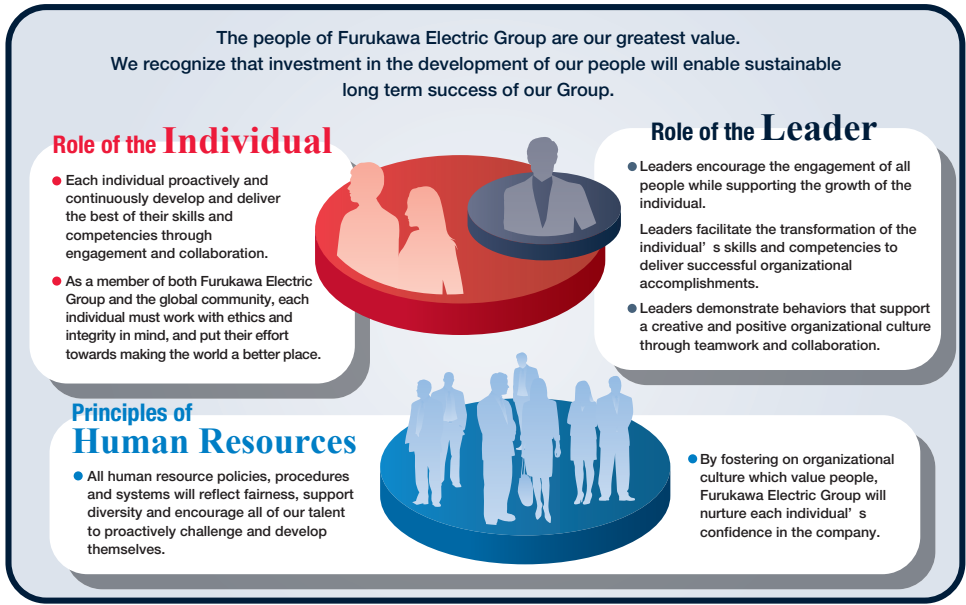 The people of Furukawa Electric Group are our greatest value.
We recognize that investment in the development of our people will enable sustainable
long term success of our Group.
Role of the Individual
● Each individual proactively and
continuously develop and deliver
the best of their skills and
competencies through
engagement and collaboration.
● As a member of both Furukawa Electric
Group and the global community, each
individual must work with ethics and
integrity in mind, and put their effort
towards making the world a better place.
Role of the Leader
● Leaders encourage the engagement of all
people while supporting the growth of the
individual.
Leaders facilitate the transformation of the
individual’ s skills and competencies to
deliver successful organizational
accomplishments.
● Leaders demonstrate behaviors that support
a creative and positive organizational culture
through teamwork and collaboration.
Principles of
Human Resources
● All human resource policies, procedures
and systems will reflect fairness, support
diversity and encourage all of our talent
to proactively challenge and develop
themselves.
● By fostering on organizational
culture which value people,
Furukawa Electric Group will
nurture each individual’ s
confidence in the company.